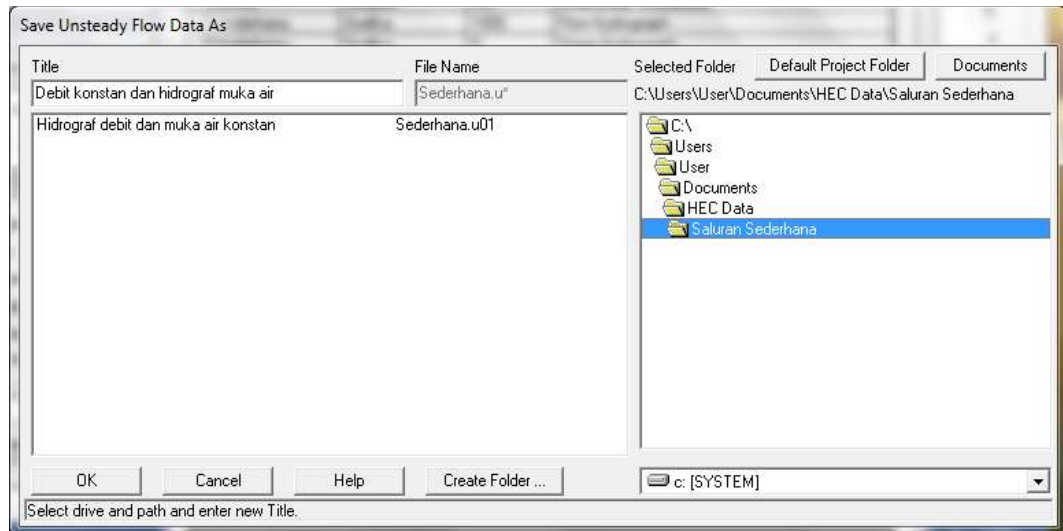 Save Unsteady Flow Data As
Title File Name Selected Folder Default Project Folder Documents
Debit konstan dan hidrograf muka air Sederhana.u* C:\Users\User\Documents\HEC Data\Saluran Sederhana
Hidrograf debit dan muka air konstan Sederhana.u01
C:\
Users
User
Documents
HEC Data
Saluran Sederhana
OK Cancel Help Create Folder ... c: [SYSTEM]
Select drive and path and enter new Title.